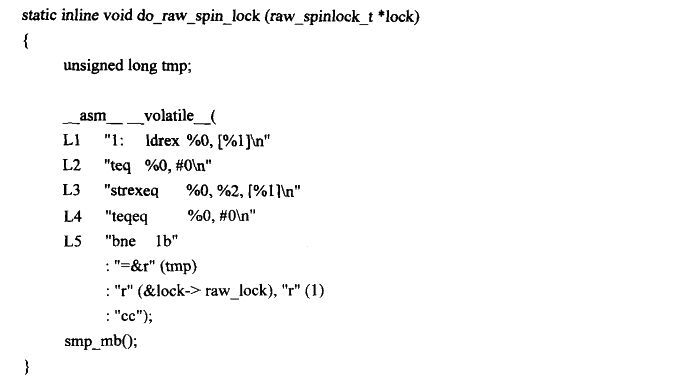 static inline void do_raw_spin_lock (raw_spinlock_t *lock)
{
unsigned long tmp;
__asm__ __volatile__(
L1 "1: ldrex %0, [%1]\n"
L2 "teq %0, #0\n"
L3 "strexeq %0, %2, [%1]\n"
L4 "teqeq %0, #0\n"
L5 "bne 1b"
: "=&r" (tmp)
: "r" (&lock-> raw_lock), "r" (1)
: "cc");
smp_mb();
}